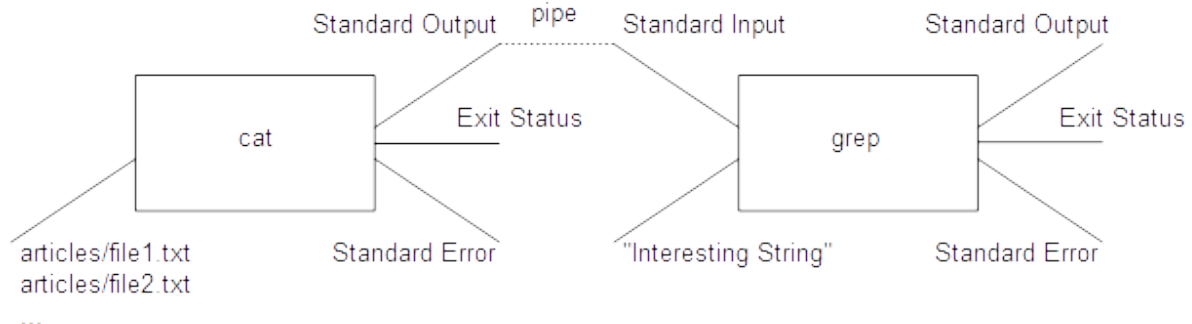 Standard Output
pipe
Standard Input
Standard Output
cat
Exit Status
grep
Exit Status
articles/file1.txt
articles/file2.txt
...
Standard Error
"Interesting String"
Standard Error